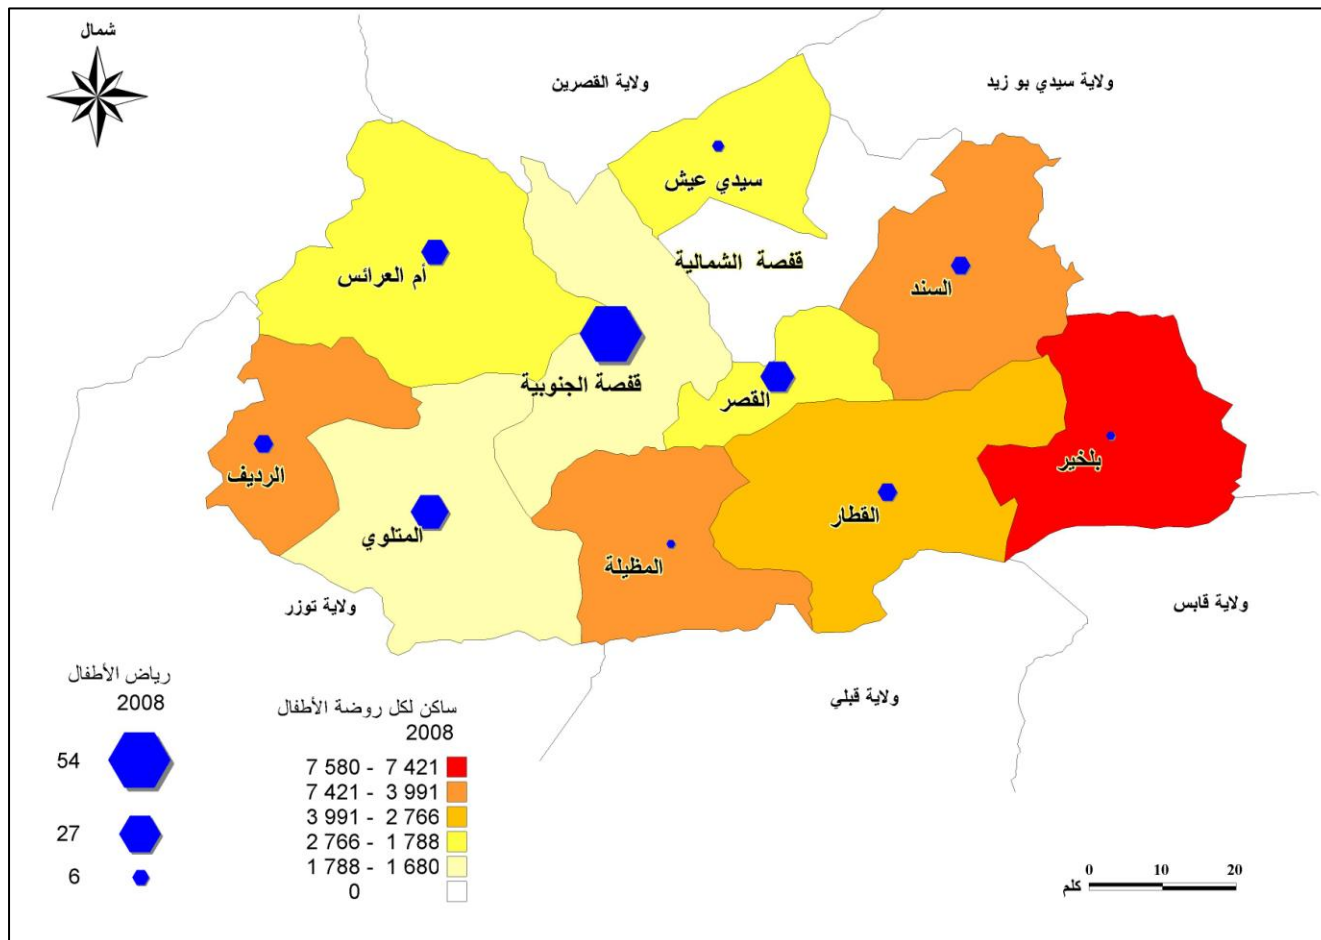 شمال
ولاية القصرين
ولاية سيدي بو زيد
سيدي عيش
أم العرائس
قفصة الشمالية
السند
قفصة الجنوبية
القصر
الرديف
بلخير
المتلوي
القطار
المظيلة
ولاية توزر
ولاية قابس
ولاية قبلي
رياض الأطفال
2008
54
27
6
ساكن لكل روضة الأطفال
2008
7 580 - 7 421
7 421 - 3 991
3 991 - 2 766
2 766 - 1 788
1 788 - 1 680
0
0 10 20
كلم